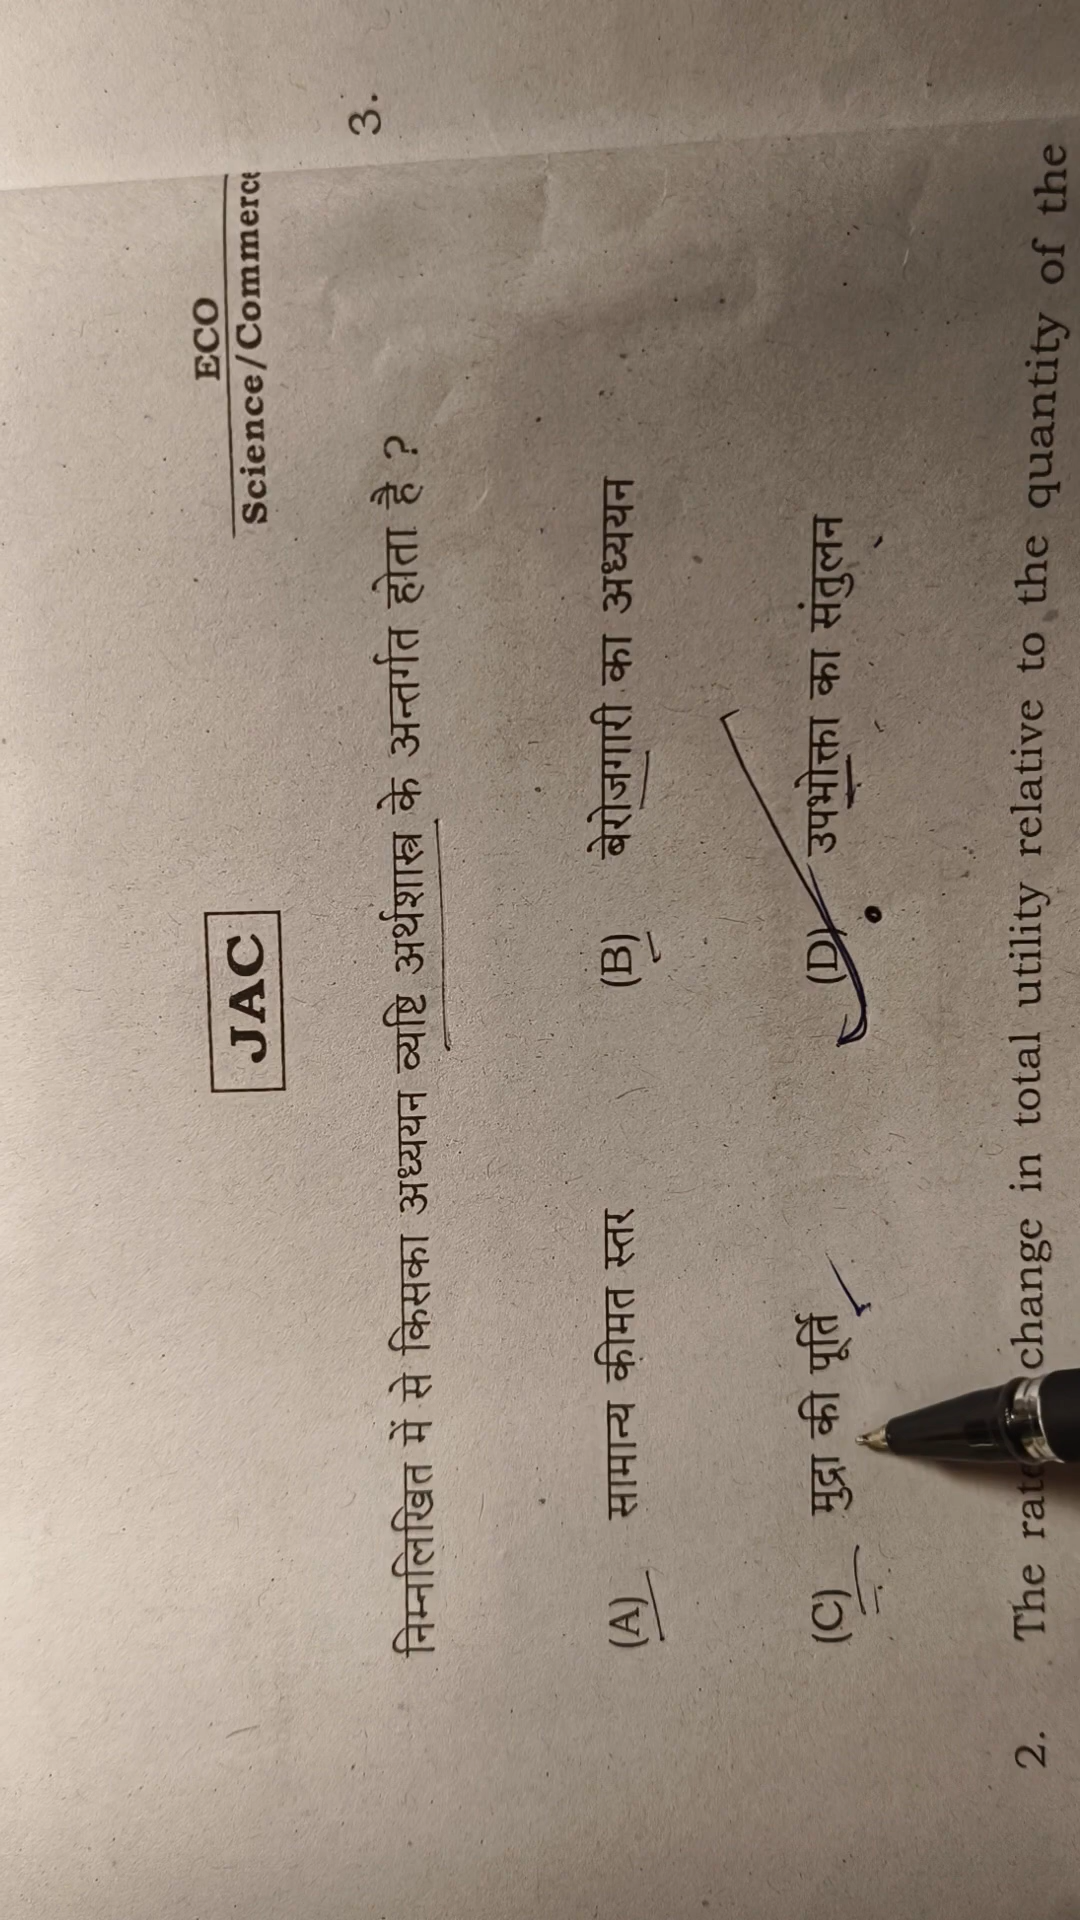 JAC
ECO
Science/Commerce
निम्नलिखित में से किसका अध्ययन व्यष्टि अर्थशास्त्र के अन्तर्गत होता है ?
(A) सामान्य कीमत स्तर
(B) बेरोजगारी का अध्ययन
(C) मुद्रा की पूर्ति
(D) उपभोक्ता का संतुलन
2. The rate change in total utility relative to the quantity of the
3.